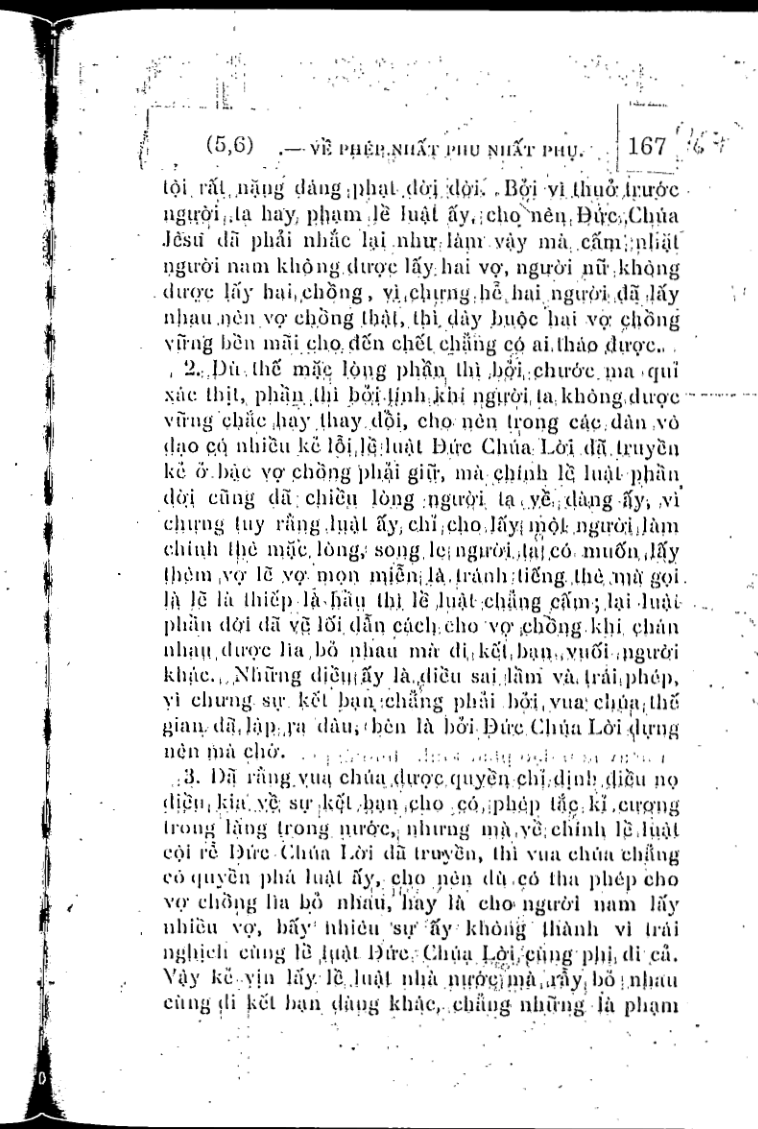 (5,6) .— VỀ PHÉP NHẤT PHU NHẤT PHỤ. 167
tội rất nặng đáng phạt đời đời. Bởi vì thuở trước
người ta hay phạm lề luật ấy, cho nên Đức Chúa
Jêsu đã phải nhắc lại như làm vậy mà cấm nhặt
người nam không được lấy hai vợ, người nữ không
được lấy hai chồng, vì chưng hễ hai người đã lấy
nhau nên vợ chồng thật, thì dây buộc hai vợ chồng
vững bền mãi cho đến chết chẳng có ai tháo được.
2. Dù thế mặc lòng phần thì bởi chước ma quỉ
xác thịt, phần thì bởi tính khí người ta không được
vững chắc hay thay đổi, cho nên trong các dân vô
đạo có nhiều kẻ lỗi lề luật Đức Chúa Lời đã truyền
kẻ ở bậc vợ chồng phải giữ, mà chính lề luật phần
đời cũng đã chiều lòng người ta về đàng ấy, vì
chưng tuy rằng luật ấy chỉ cho lấy một người làm
chính thê mặc lòng, song le người ta có muốn lấy
thêm vợ lẽ vợ mọn miễn là tránh tiếng thê mà gọi
là lẽ là thiếp là hầu thì lề luật chẳng cấm; lại luật
phần đời đã vẽ lối dẫn cách cho vợ chồng khi chán
nhau được lìa bỏ nhau mà đi kết bạn vuối người
khác. Những điều ấy là điều sai lầm và trái phép,
vì chưng sự kết bạn chẳng phải bởi vua chúa thế
gian đã lập ra đâu, bèn là bởi Đức Chúa Lời dựng
nên mà chớ.
3. Đã rằng vua chúa được quyền chỉ định điều nọ
điều kia về sự kết bạn cho có phép tắc kỉ cương
trong làng trong nước, nhưng mà về chính lề luật
cội rễ Đức Chúa Lời đã truyền, thì vua chúa chẳng
có quyền phá luật ấy, cho nên dù có tha phép cho
vợ chồng lìa bỏ nhau, hay là cho người nam lấy
nhiều vợ, bấy nhiêu sự ấy không thành vì trái
nghịch cùng lề luật Đức Chúa Lời cùng phi đi cả.
Vậy kẻ vịn lấy lề luật nhà nước mà rẫy bỏ nhau
cùng đi kết bạn đàng khác, chẳng những là phạm